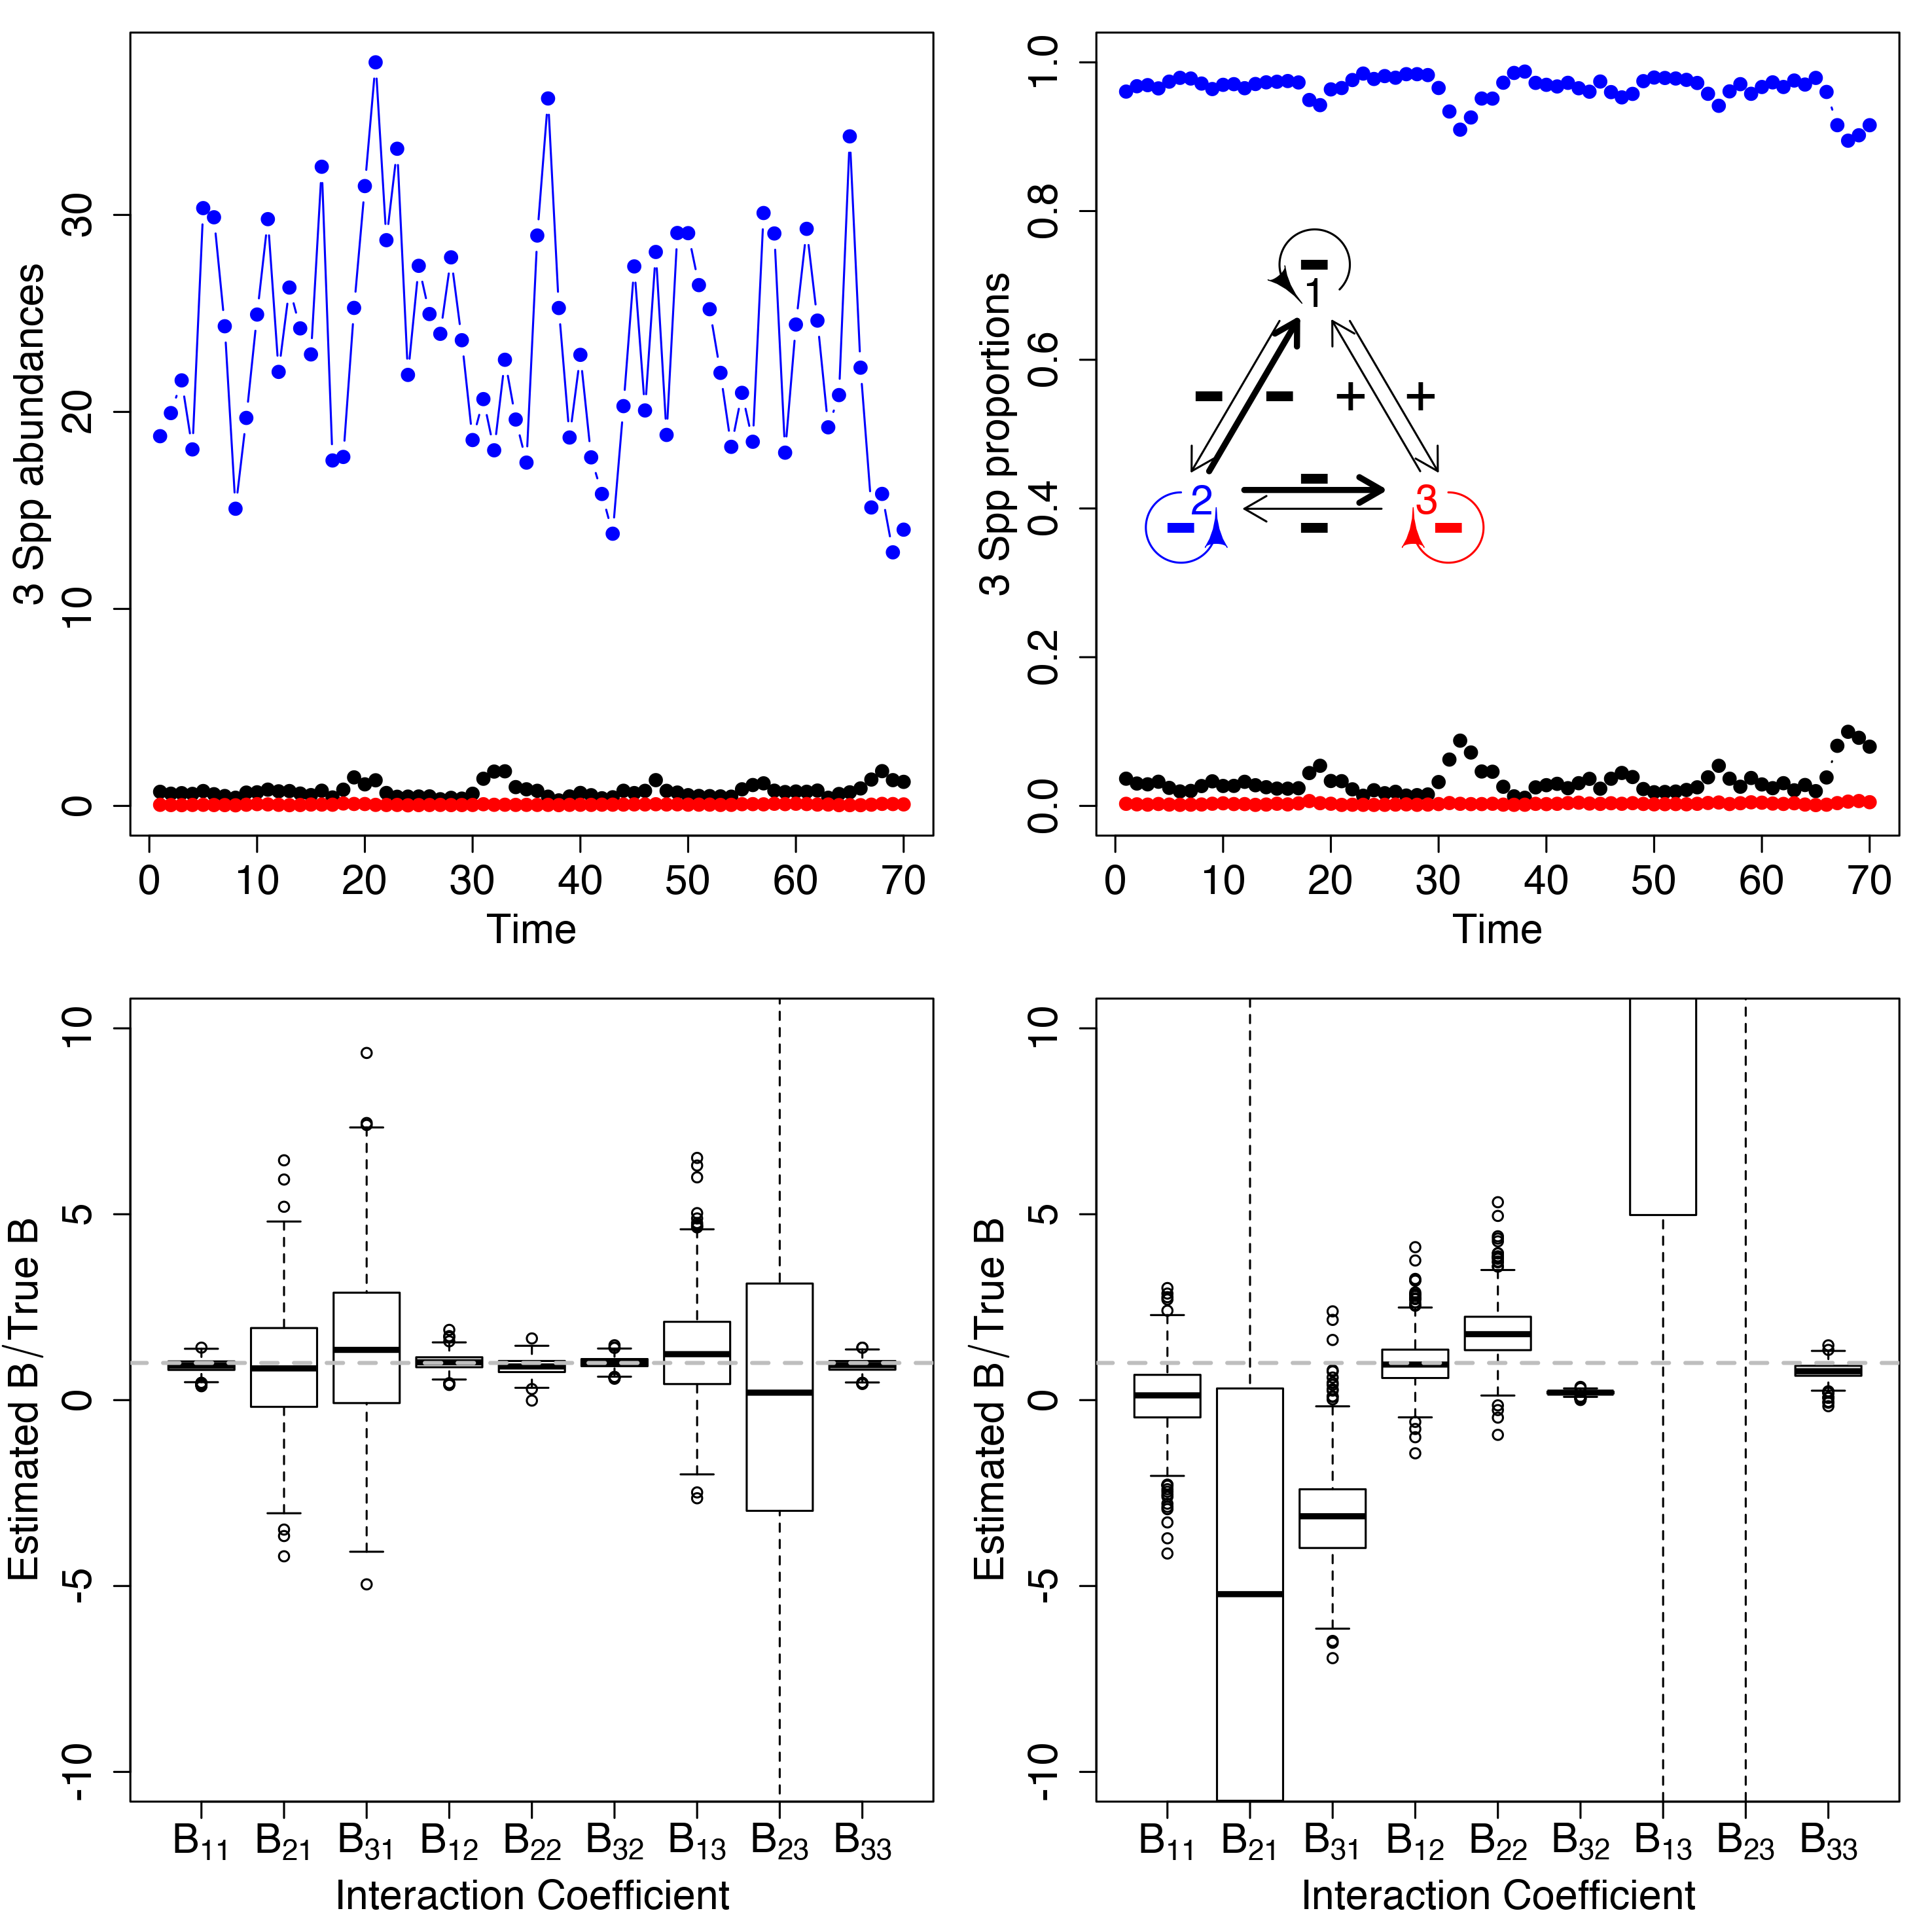 3 Spp abundances
0 10 20 30
0 10 20 30 40 50 60 70
Time
3 Spp proportions
0.0 0.2 0.4 0.6 0.8 1.0
-
1
- - + +
-
2 3
- - -
0 10 20 30 40 50 60 70
Time
Estimated B/True B
-10 -5 0 5 10
B11 B21 B31 B12 B22 B32 B13 B23 B33
Interaction Coefficient
Estimated B/True B
-10 -5 0 5 10
B11 B21 B31 B12 B22 B32 B13 B23 B33
Interaction Coefficient